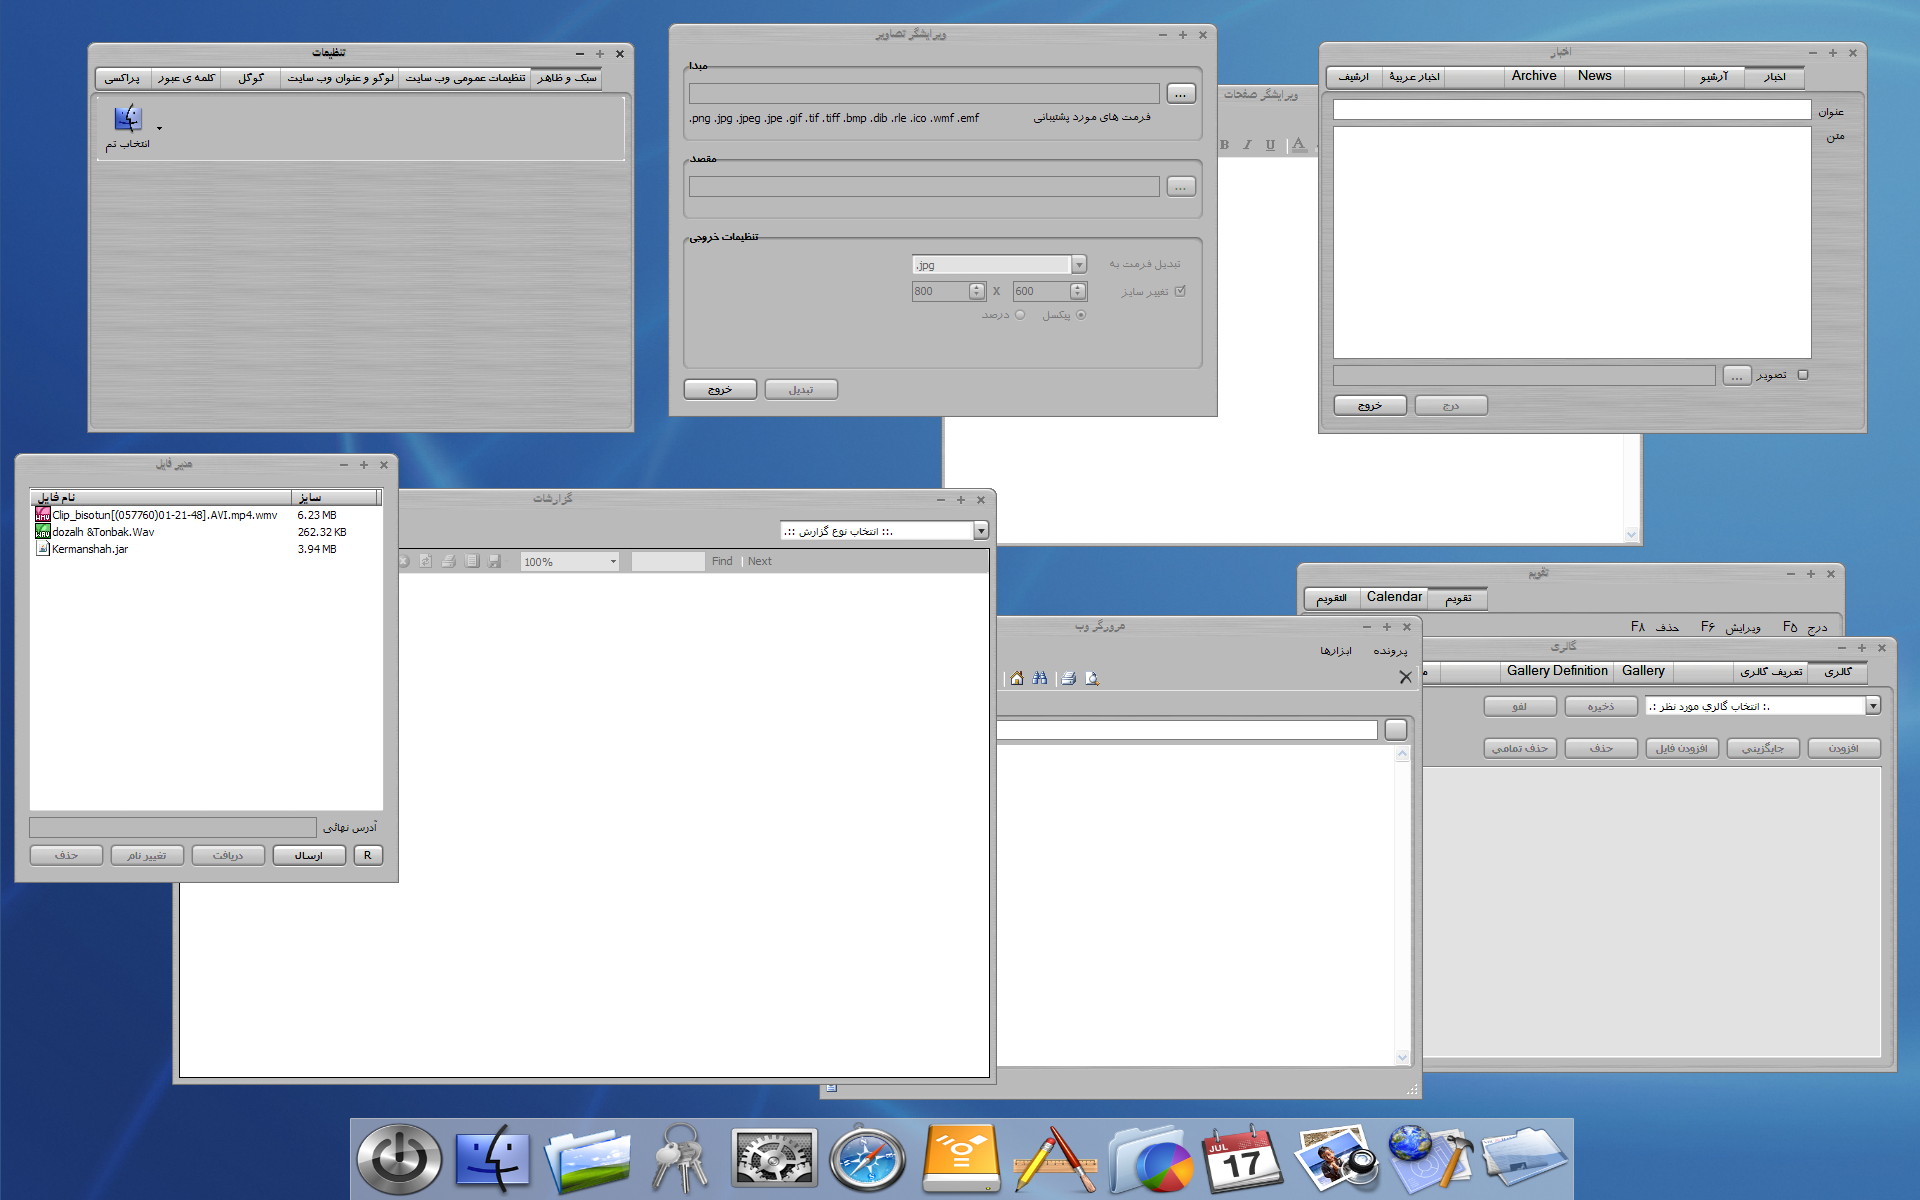 تنظیمات
سبک و ظاهر
تنظیمات عمومی وب سایت
لوگو و عنوان وب سایت
گوگل
کلمه ی عبور
پراکسی
انتخاب تم
ویرایشگر تصاویر
مبدا
...
.png .jpg .jpeg .jpe .gif .tif .tiff .bmp .dib .rle .ico .wmf .emf
فرمت های مورد پشتیبانی
مقصد
...
تنظیمات خروجی
تبدیل فرمت به
.jpg
تغییر سایز
800 X 600
پیکسل
درصد
خروج
تبدیل
ویرایشگر صفحات
B I U A
اخبار
اخبار
آرشیو
News
Archive
اخبار عربیة
ارشیف
عنوان
متن
تصویر
...
خروج
درج
مدیر فایل
نام فایل
سایز
Clip_bisotun[(057760)01-21-48].AVI.mp4.wmv 6.23 MB
dozalh &Tonbak.Wav 262.32 KB
Kermanshah.jar 3.94 MB
آدرس نهائی
حذف
تغییر نام
دریافت
ارسال
R
گزارشات
.:: انتخاب نوع گزارش ::.
100%
Find | Next
مرورگر وب
پرونده
ابزارها
تقویم
تقویم
Calendar
التقویم
درج F۵
ویرایش F۶
حذف F۸
گالری
گالری
تعریف گالری
Gallery
Gallery Definition
.: انتخاب گالري مورد نظر :.
ذخیره
لغو
افزودن
جایگزینی
افزودن فایل
حذف
حذف تمامی
JUL
17